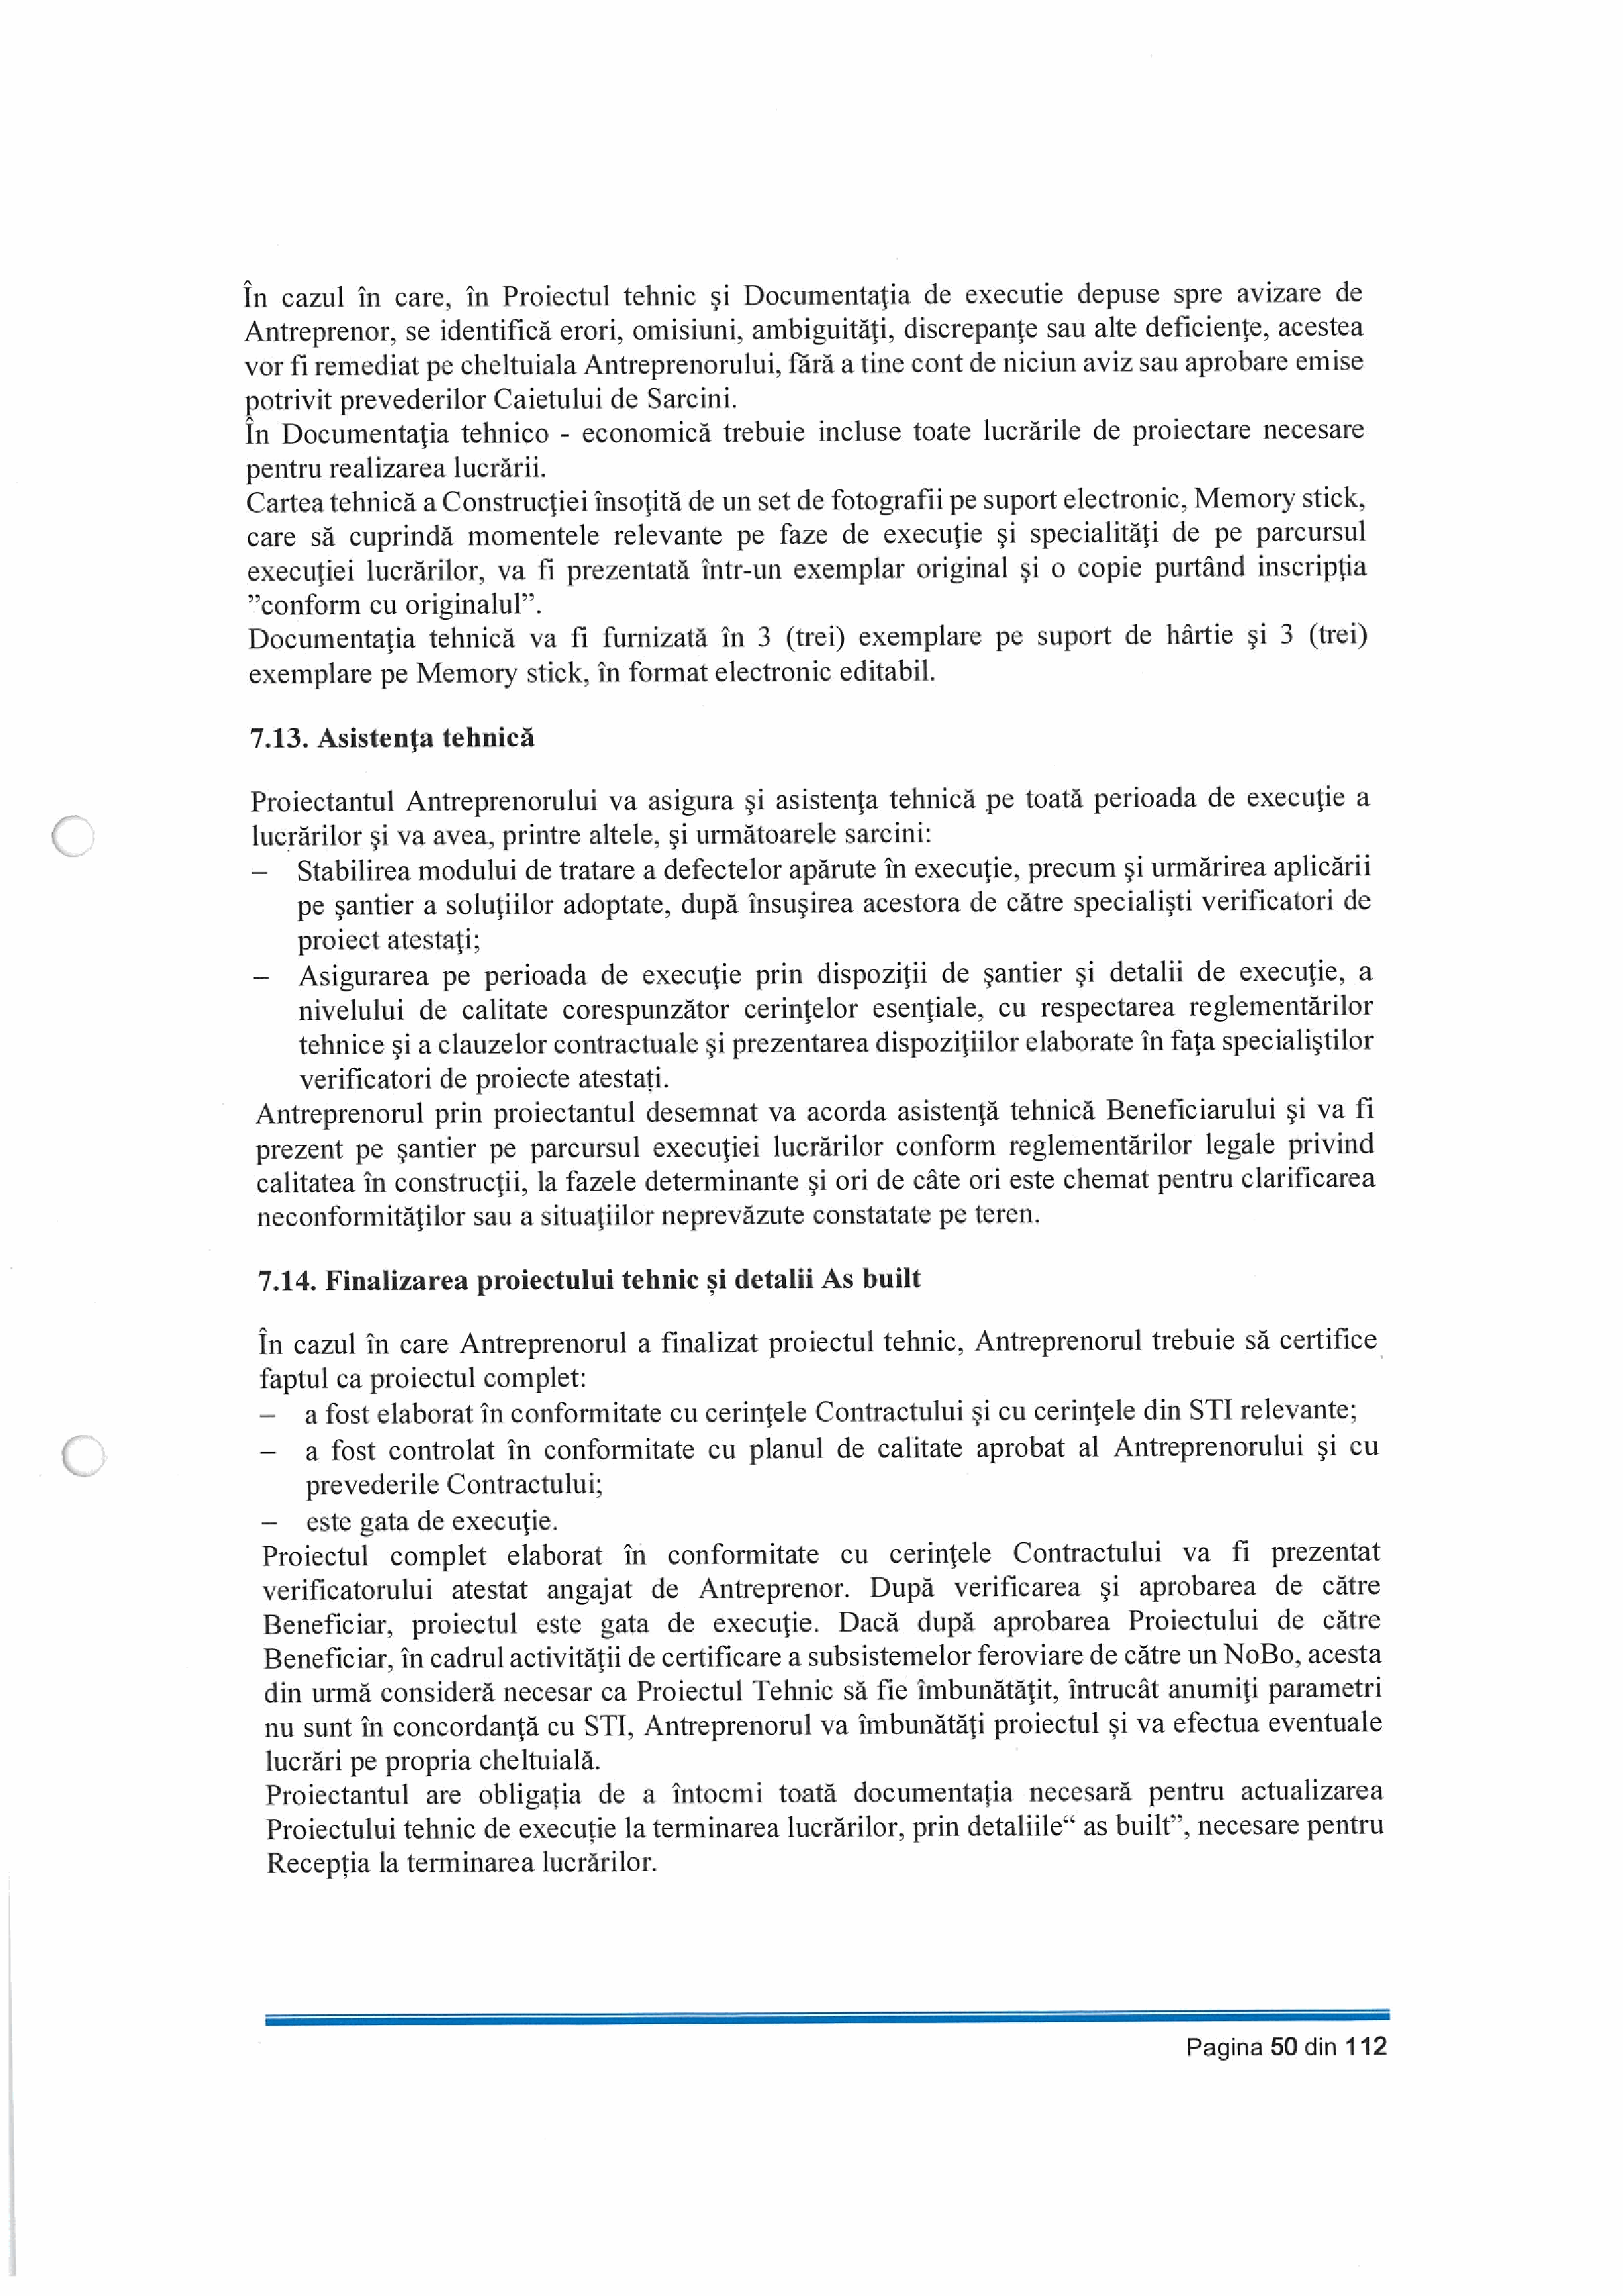 În cazul în care, în Proiectul tehnic şi Documentaţia de executie depuse spre avizare de
Antreprenor, se identifică erori, omisiuni, ambiguităţi, discrepanţe sau alte deficienţe, acestea
vor fi remediat pe cheltuiala Antreprenorului, fără a tine cont de niciun aviz sau aprobare emise
potrivit prevederilor Caietului de Sarcini.
În Documentaţia tehnico - economică trebuie incluse toate lucrările de proiectare necesare
pentru realizarea lucrării.
Cartea tehnică a Construcţiei însoţită de un set de fotografii pe suport electronic, Memory stick,
care să cuprindă momentele relevante pe faze de execuţie şi specialităţi de pe parcursul
execuţiei lucrărilor, va fi prezentată într-un exemplar original şi o copie purtând inscripţia
”conform cu originalul”.
Documentaţia tehnică va fi furnizată în 3 (trei) exemplare pe suport de hârtie şi 3 (trei)
exemplare pe Memory stick, în format electronic editabil.
7.13. Asistenţa tehnică
Proiectantul Antreprenorului va asigura şi asistenţa tehnică pe toată perioada de execuţie a
lucrărilor şi va avea, printre altele, şi următoarele sarcini:
– Stabilirea modului de tratare a defectelor apărute în execuţie, precum şi urmărirea aplicării
pe şantier a soluţiilor adoptate, după însuşirea acestora de către specialişti verificatori de
proiect atestaţi;
– Asigurarea pe perioada de execuţie prin dispoziţii de şantier şi detalii de execuţie, a
nivelului de calitate corespunzător cerinţelor esenţiale, cu respectarea reglementărilor
tehnice şi a clauzelor contractuale şi prezentarea dispoziţiilor elaborate în faţa specialiştilor
verificatori de proiecte atestați.
Antreprenorul prin proiectantul desemnat va acorda asistenţă tehnică Beneficiarului şi va fi
prezent pe şantier pe parcursul execuţiei lucrărilor conform reglementărilor legale privind
calitatea în construcţii, la fazele determinante şi ori de câte ori este chemat pentru clarificarea
neconformităţilor sau a situaţiilor neprevăzute constatate pe teren.
7.14. Finalizarea proiectului tehnic și detalii As built
În cazul în care Antreprenorul a finalizat proiectul tehnic, Antreprenorul trebuie să certifice
faptul ca proiectul complet:
– a fost elaborat în conformitate cu cerinţele Contractului şi cu cerinţele din STI relevante;
– a fost controlat în conformitate cu planul de calitate aprobat al Antreprenorului şi cu
prevederile Contractului;
– este gata de execuţie.
Proiectul complet elaborat în conformitate cu cerinţele Contractului va fi prezentat
verificatorului atestat angajat de Antreprenor. După verificarea şi aprobarea de către
Beneficiar, proiectul este gata de execuţie. Dacă după aprobarea Proiectului de către
Beneficiar, în cadrul activităţii de certificare a subsistemelor feroviare de către un NoBo, acesta
din urmă consideră necesar ca Proiectul Tehnic să fie îmbunătăţit, întrucât anumiţi parametri
nu sunt în concordanță cu STI, Antreprenorul va îmbunătăți proiectul și va efectua eventuale
lucrări pe propria cheltuială.
Proiectantul are obligația de a întocmi toată documentația necesară pentru actualizarea
Proiectului tehnic de execuție la terminarea lucrărilor, prin detaliile“ as built”, necesare pentru
Recepția la terminarea lucrărilor.
Pagina 50 din 112